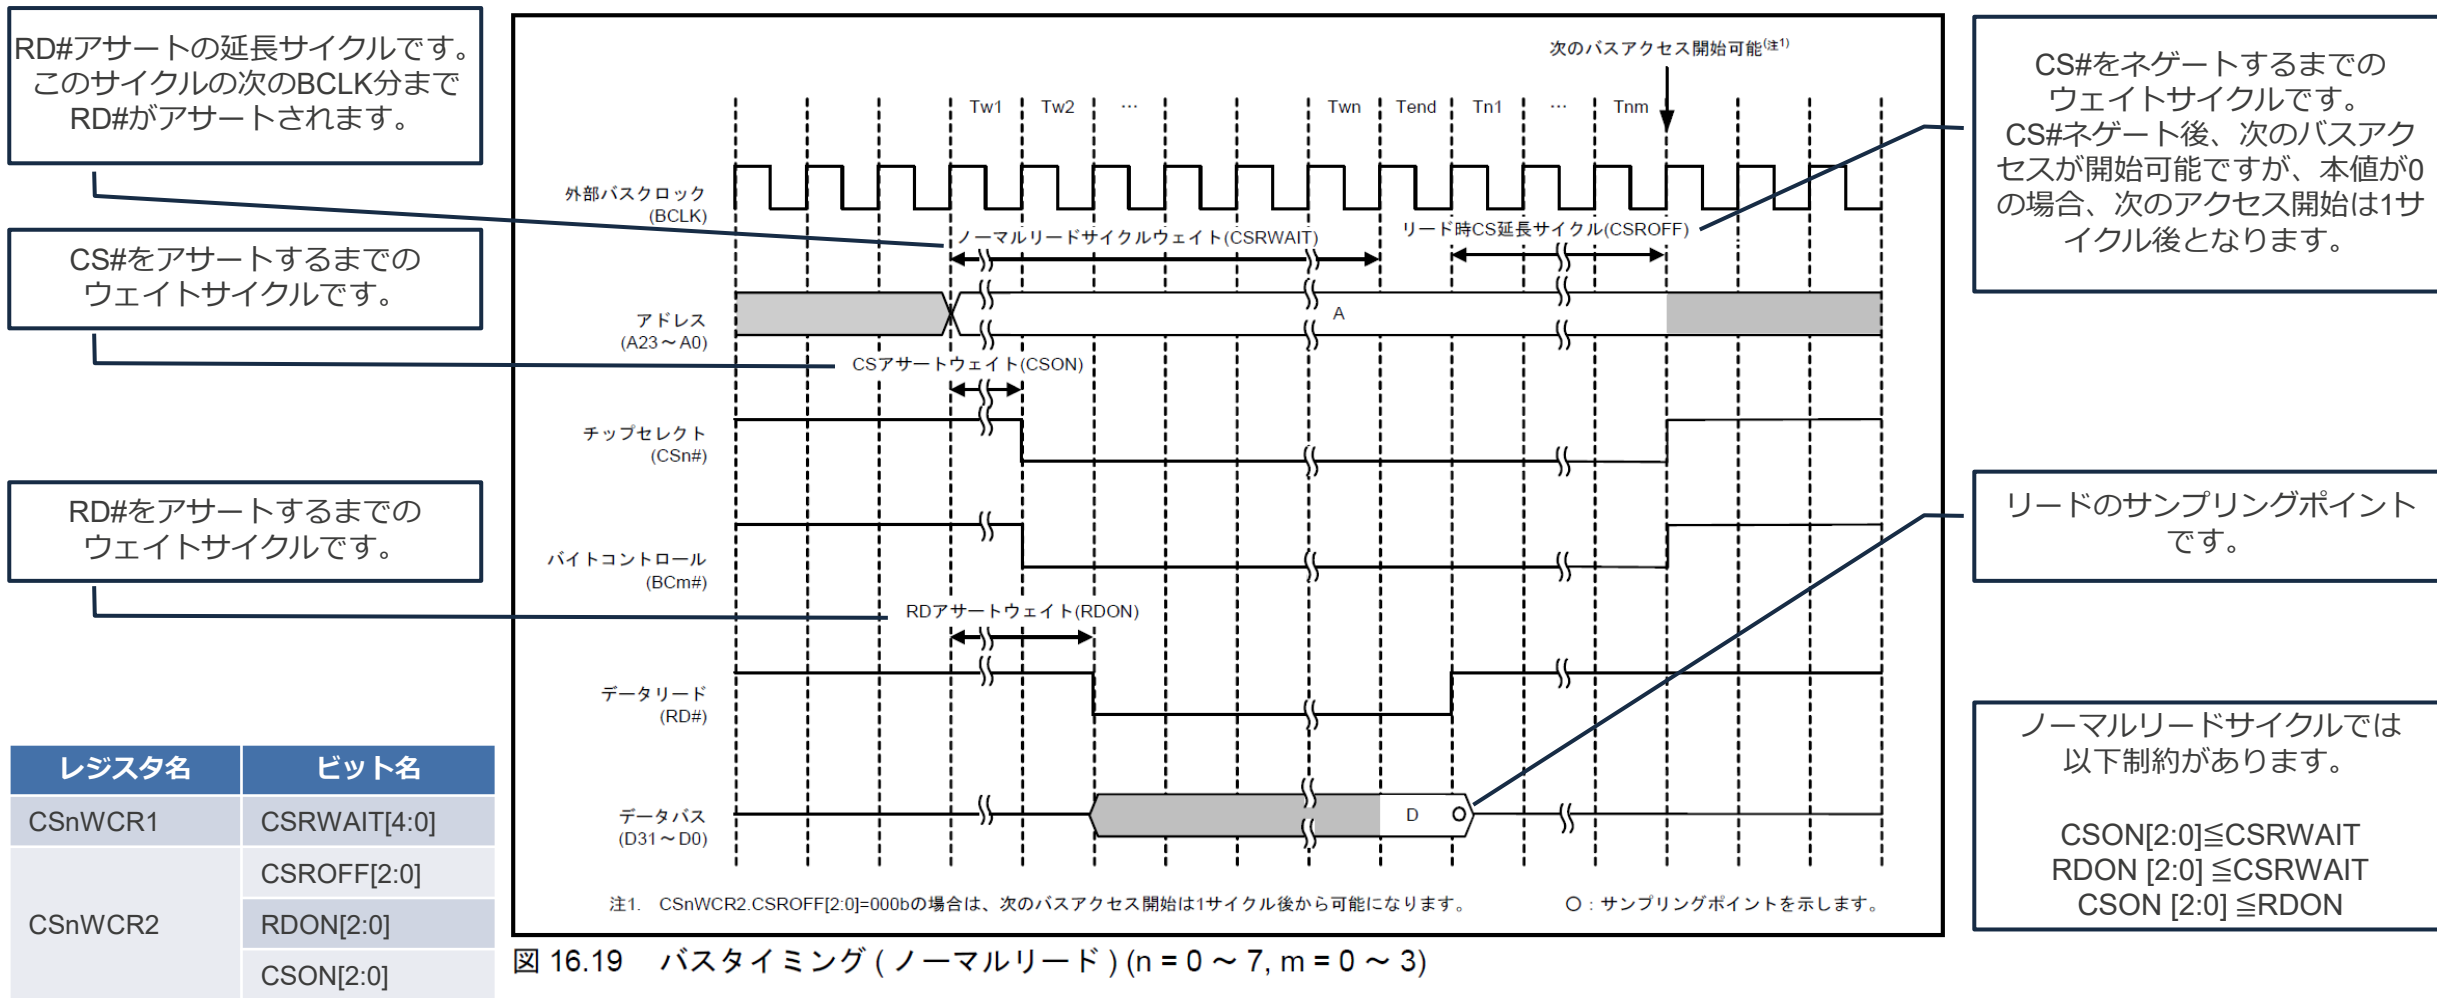 RD#アサートの延長サイクルです。
このサイクルの次のBCLK分まで
RD#がアサートされます。
CS#をアサートするまでの
ウェイトサイクルです。
RD#をアサートするまでの
ウェイトサイクルです。
レジスタ名 ビット名
CSnWCR1 CSRWAIT[4:0]
CSnWCR2 CSROFF[2:0]
RDON[2:0]
CSON[2:0]
次のバスアクセス開始可能(注1)
Tw1 Tw2 … Twn Tend Tn1 … Tnm
外部バスクロック
(BCLK)
ノーマルリードサイクルウェイト(CSRWAIT)
リード時CS延長サイクル(CSROFF)
アドレス
(A23～A0)
A
CSアサートウェイト(CSON)
チップセレクト
(CSn#)
バイトコントロール
(BCm#)
RDアサートウェイト(RDON)
データリード
(RD#)
データバス
(D31～D0)
D
注1. CSnWCR2.CSROFF[2:0]=000bの場合は、次のバスアクセス開始は1サイクル後から可能になります。
○：サンプリングポイントを示します。
図 16.19 バスタイミング ( ノーマルリード ) (n = 0 ～ 7, m = 0 ～ 3)
CS#をネゲートするまでの
ウェイトサイクルです。
CS#ネゲート後、次のバスアク
セスが開始可能ですが、本値が0
の場合、次のアクセス開始は1サ
イクル後となります。
リードのサンプリングポイント
です。
ノーマルリードサイクルでは
以下制約があります。
CSON[2:0]≦CSRWAIT
RDON [2:0] ≦CSRWAIT
CSON [2:0] ≦RDON